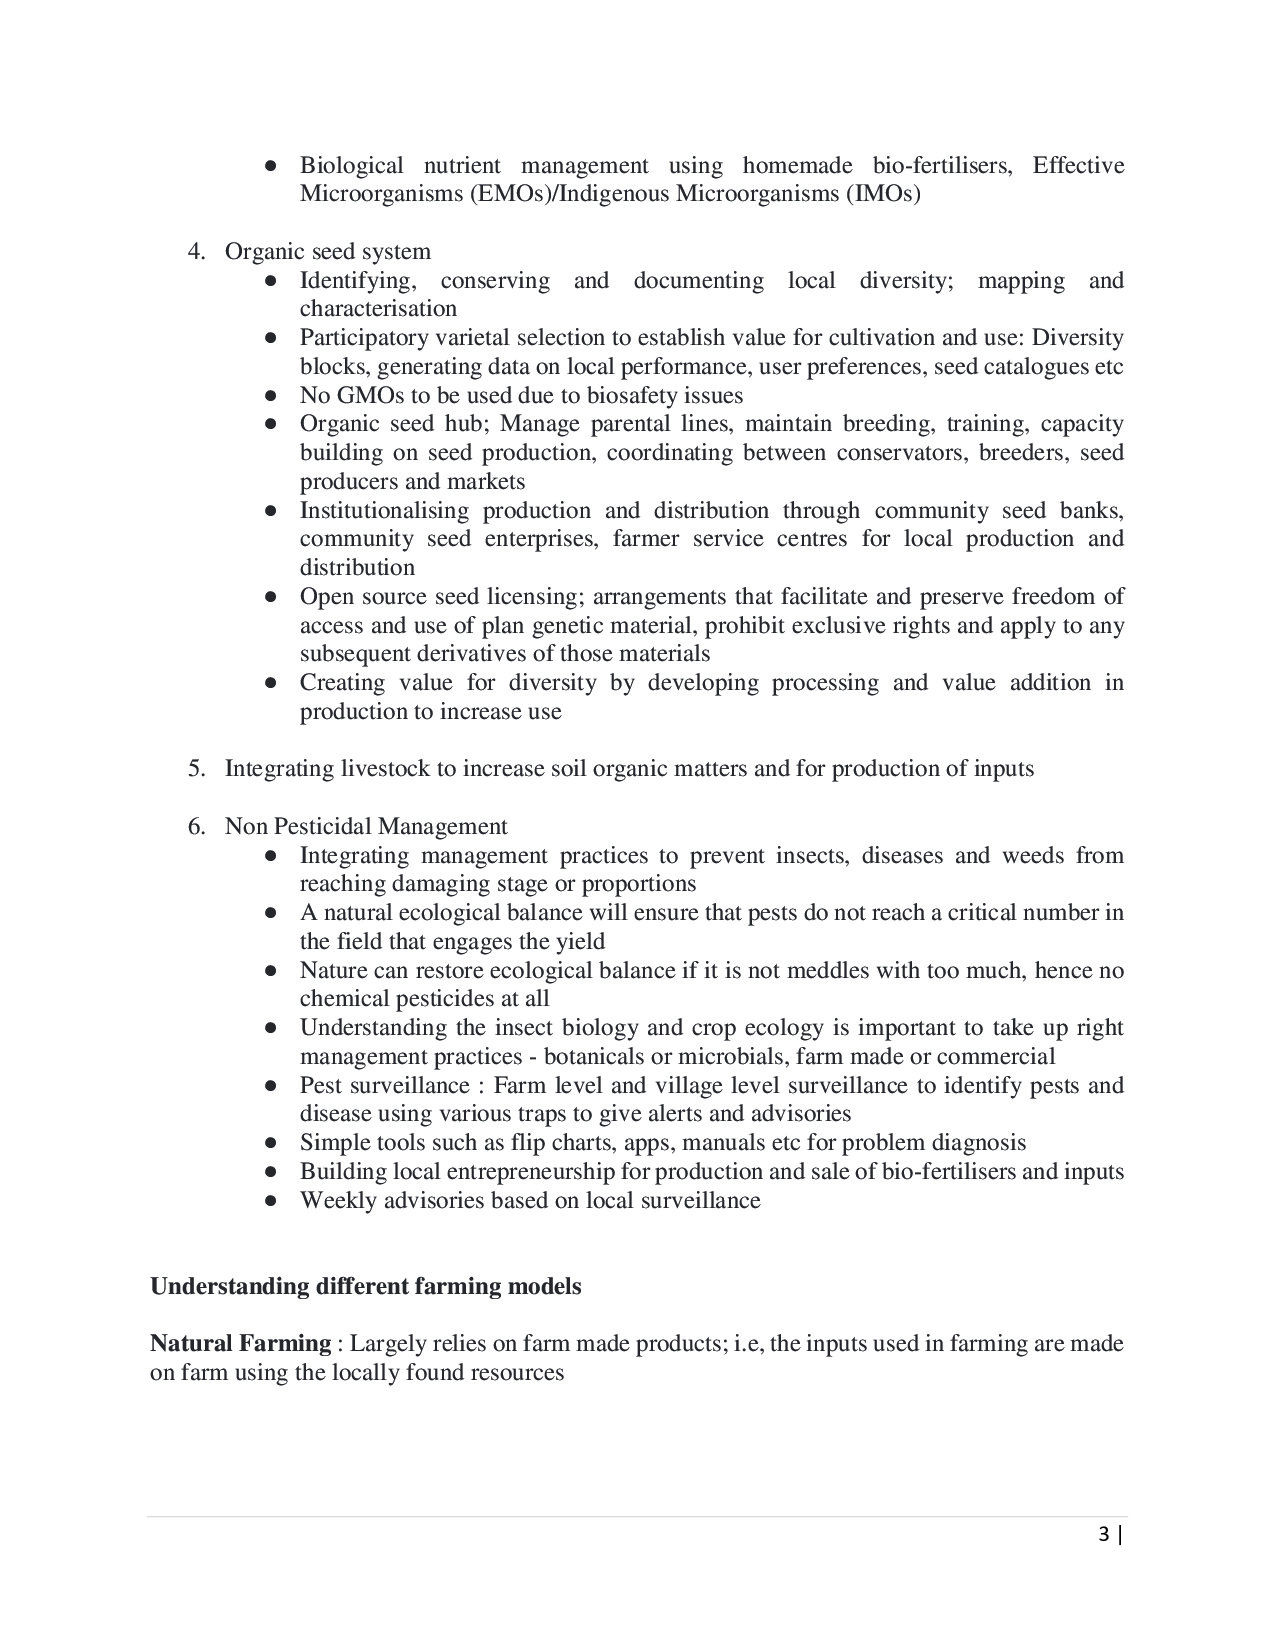 ● Biological nutrient management using homemade bio-fertilisers, Effective
Microorganisms (EMOs)/Indigenous Microorganisms (IMOs)
4. Organic seed system
● Identifying, conserving and documenting local diversity; mapping and
characterisation
● Participatory varietal selection to establish value for cultivation and use: Diversity
blocks, generating data on local performance, user preferences, seed catalogues etc
● No GMOs to be used due to biosafety issues
● Organic seed hub; Manage parental lines, maintain breeding, training, capacity
building on seed production, coordinating between conservators, breeders, seed
producers and markets
● Institutionalising production and distribution through community seed banks,
community seed enterprises, farmer service centres for local production and
distribution
● Open source seed licensing; arrangements that facilitate and preserve freedom of
access and use of plan genetic material, prohibit exclusive rights and apply to any
subsequent derivatives of those materials
● Creating value for diversity by developing processing and value addition in
production to increase use
5. Integrating livestock to increase soil organic matters and for production of inputs
6. Non Pesticidal Management
● Integrating management practices to prevent insects, diseases and weeds from
reaching damaging stage or proportions
● A natural ecological balance will ensure that pests do not reach a critical number in
the field that engages the yield
● Nature can restore ecological balance if it is not meddles with too much, hence no
chemical pesticides at all
● Understanding the insect biology and crop ecology is important to take up right
management practices - botanicals or microbials, farm made or commercial
● Pest surveillance : Farm level and village level surveillance to identify pests and
disease using various traps to give alerts and advisories
● Simple tools such as flip charts, apps, manuals etc for problem diagnosis
● Building local entrepreneurship for production and sale of bio-fertilisers and inputs
● Weekly advisories based on local surveillance
Understanding different farming models
Natural Farming : Largely relies on farm made products; i.e, the inputs used in farming are made
on farm using the locally found resources
3 |